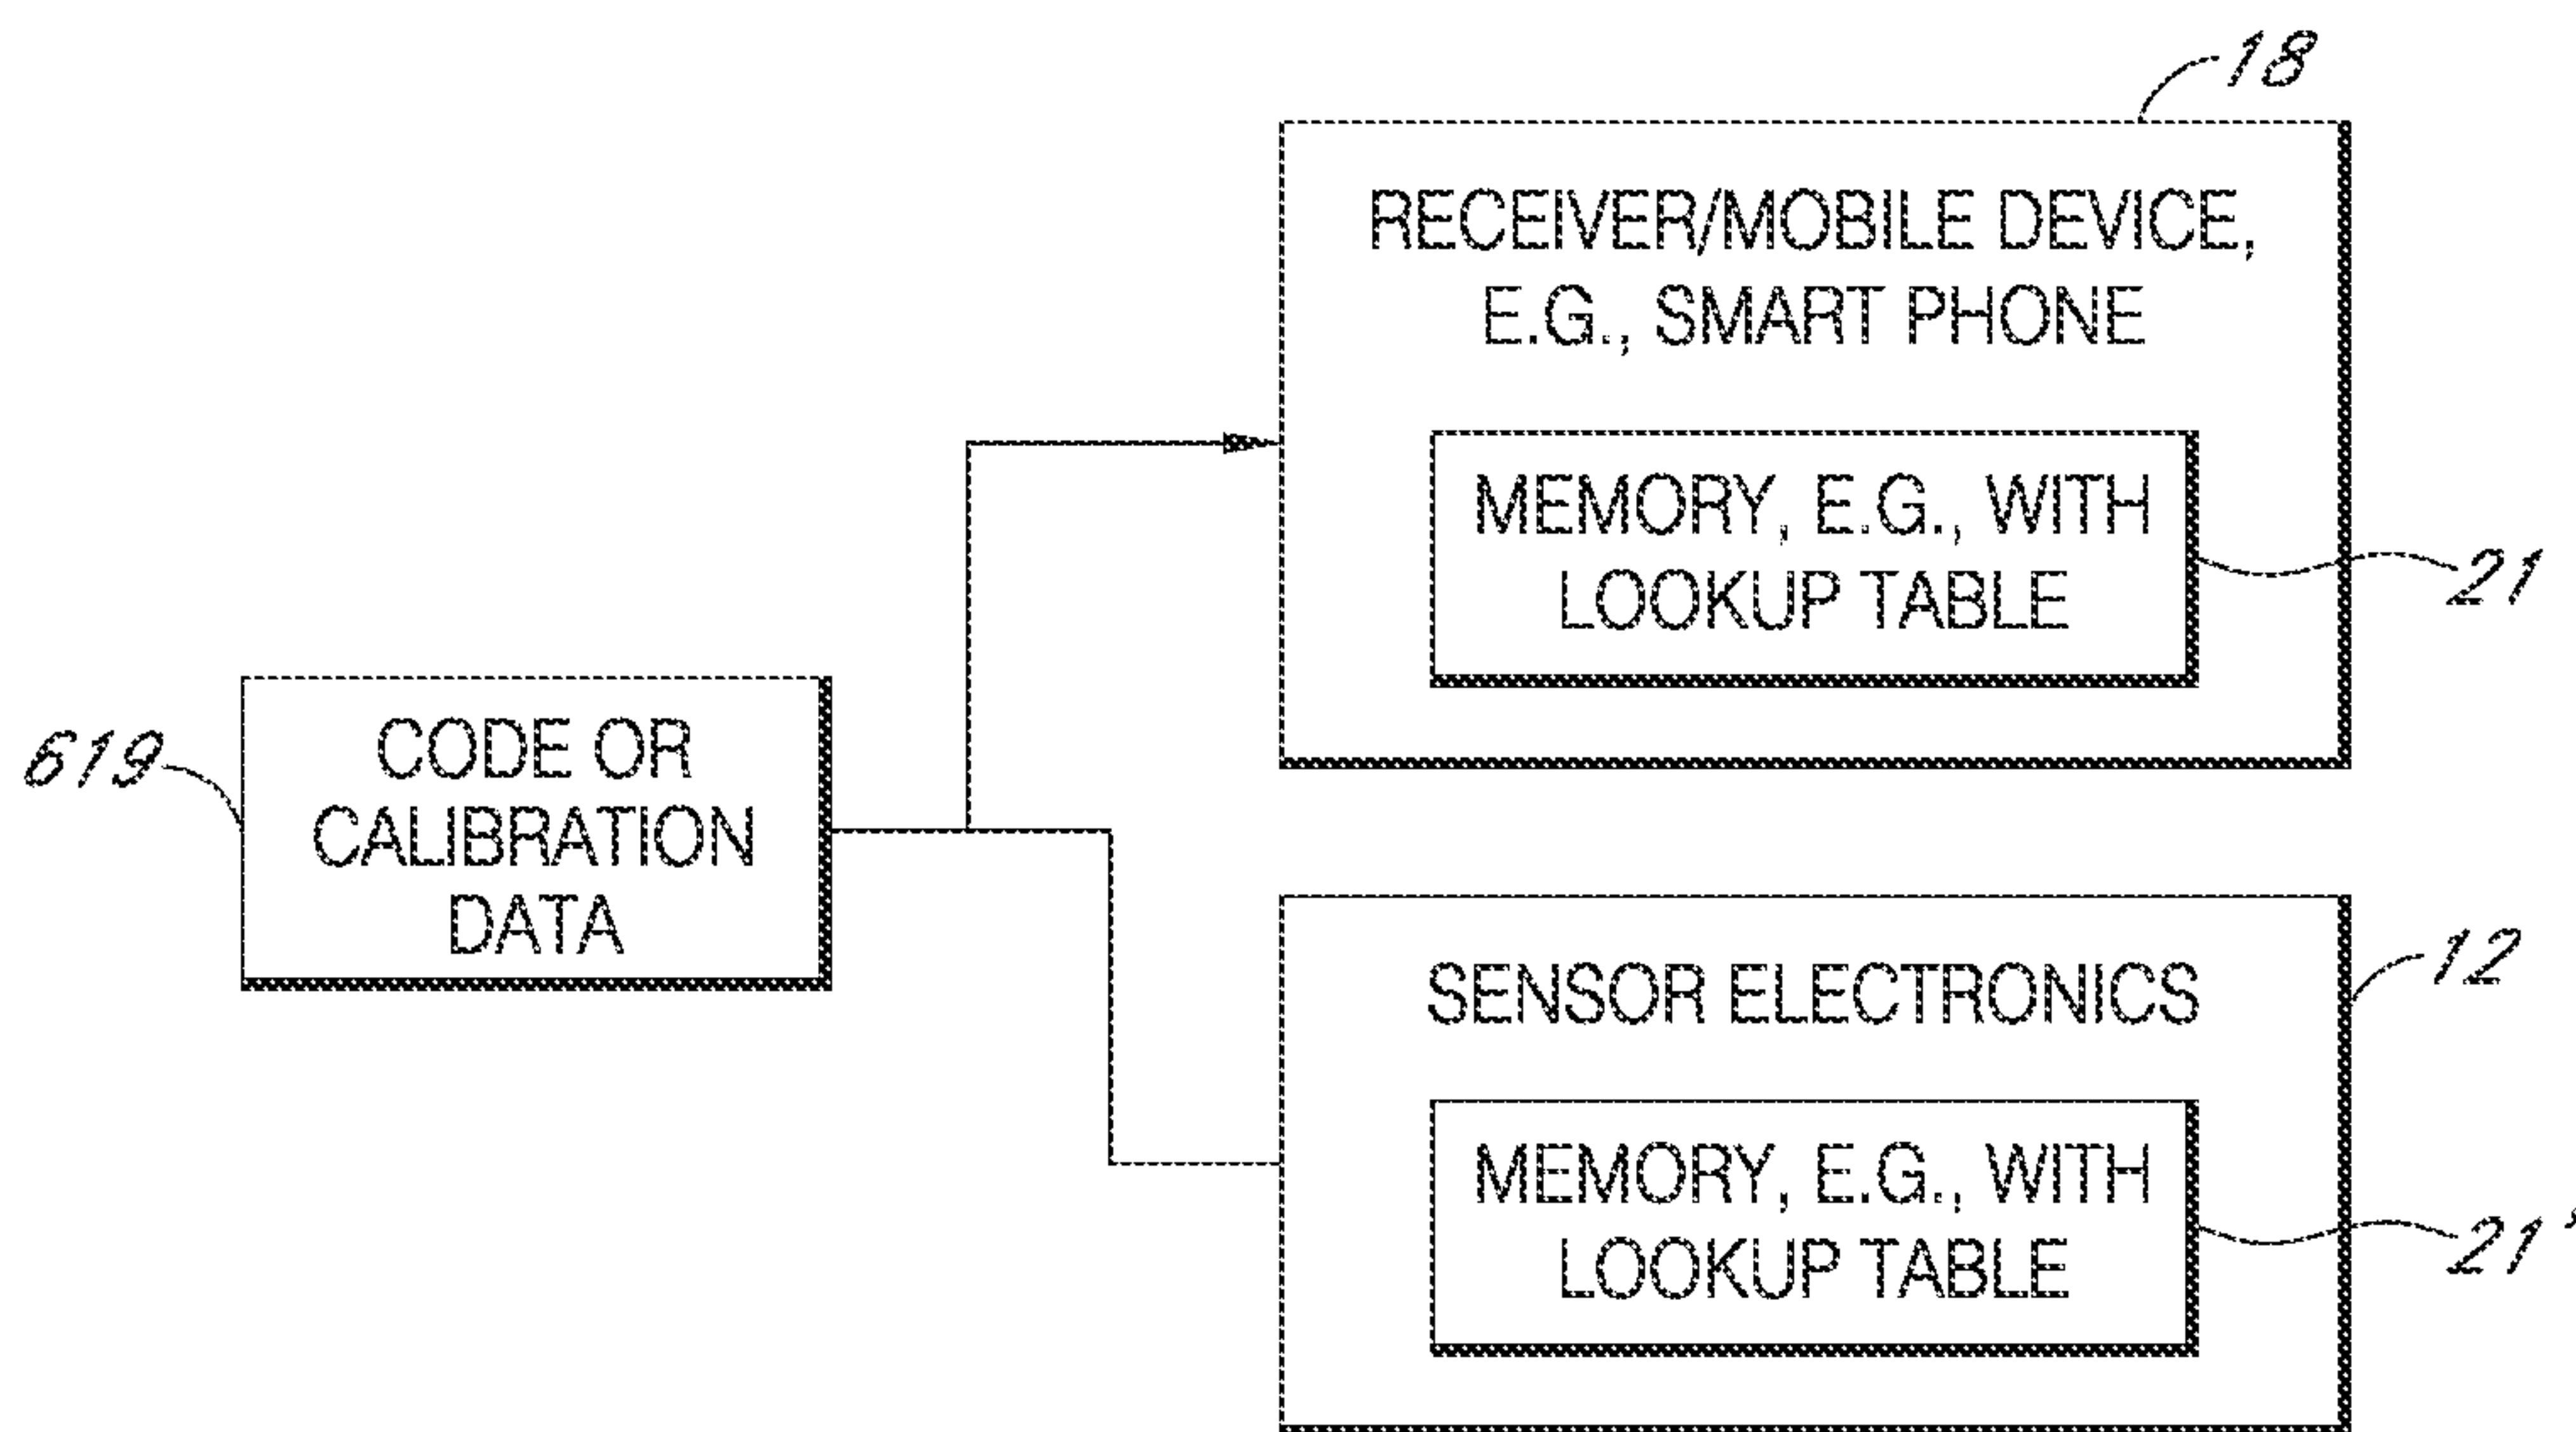 18
RECEIVER/MOBILE DEVICE,
E.G., SMART PHONE
MEMORY, E.G., WITH
LOOKUP TABLE
21
619
CODE OR
CALIBRATION
DATA
SENSOR ELECTRONICS
12
MEMORY, E.G., WITH
LOOKUP TABLE
21'